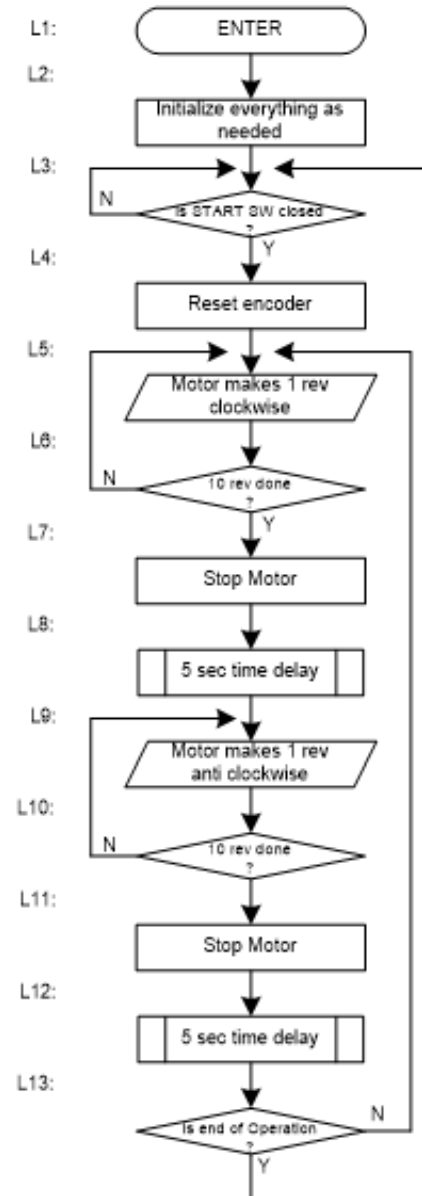 L1:
ENTER
L2:
Initialize everything as
needed
L3:
N
Is START SW closed
?
Y
L4:
Reset encoder
L5:
Motor makes 1 rev
clockwise
L6:
N
10 rev done
?
Y
L7:
Stop Motor
L8:
5 sec time delay
L9:
Motor makes 1 rev
anti clockwise
L10:
N
10 rev done
?
L11:
Stop Motor
L12:
5 sec time delay
L13:
N
Is end of Operation
?
Y